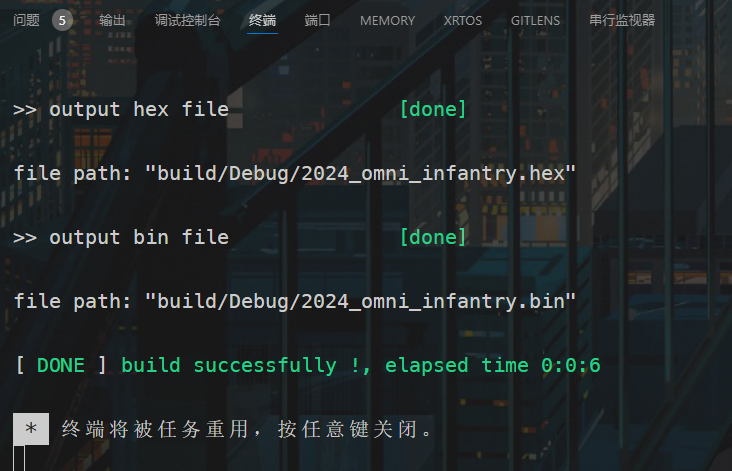 问题 5 输出 调试控制台 终端 端口 MEMORY XRTOS GITLENS 串行监视器
>> output hex file [done]
file path: "build/Debug/2024_omni_infantry.hex"
>> output bin file [done]
file path: "build/Debug/2024_omni_infantry.bin"
[ DONE ] build successfully !, elapsed time 0:0:6
* 终端将被任务重用，按任意键关闭。